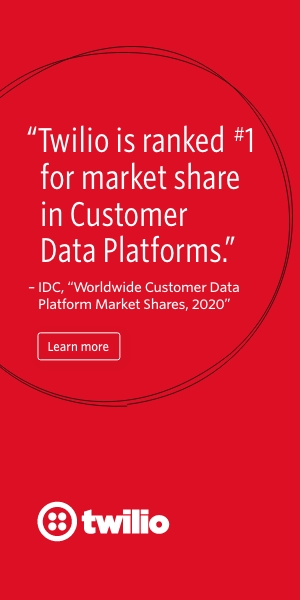 “Twilio is ranked #1
for market share
in Customer
Data Platforms.”
– IDC, “Worldwide Customer Data
Platform Market Shares, 2020”
Learn more
twilio